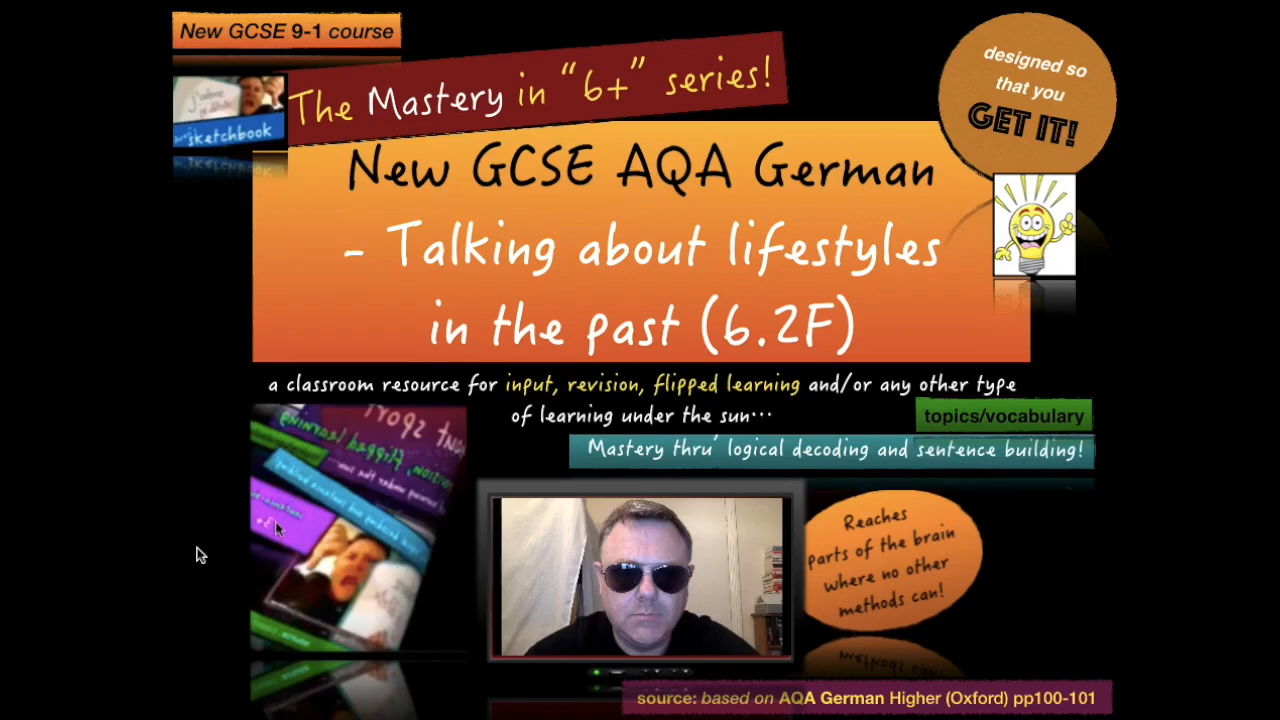 New GCSE 9-1 course
The Mastery in “6+” series!
designed so
that you
GET IT!
sketchbook
New GCSE AQA German
- Talking about lifestyles
in the past (6.2F)
a classroom resource for input, revision, flipped learning and/or any other type
of learning under the sun...
topics/vocabulary
Mastery thru’ logical decoding and sentence building!
Reaches
parts of the brain
where no other
methods can!
source: based on AQA German Higher (Oxford) pp100-101